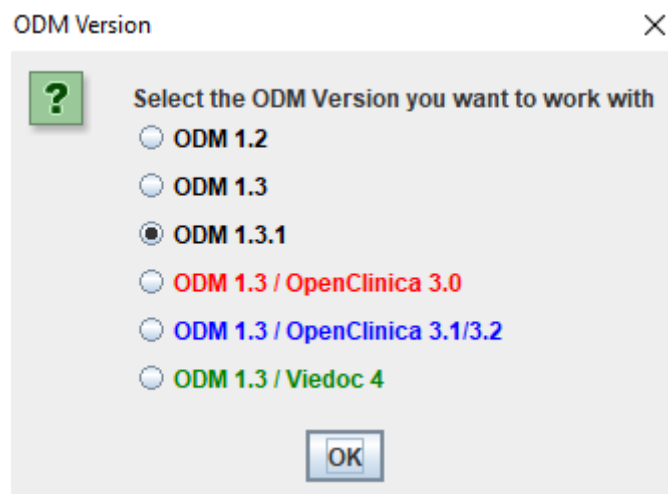 ODM Version
?
Select the ODM Version you want to work with
ODM 1.2
ODM 1.3
ODM 1.3.1
ODM 1.3 / OpenClinica 3.0
ODM 1.3 / OpenClinica 3.1/3.2
ODM 1.3 / Viedoc 4
OK